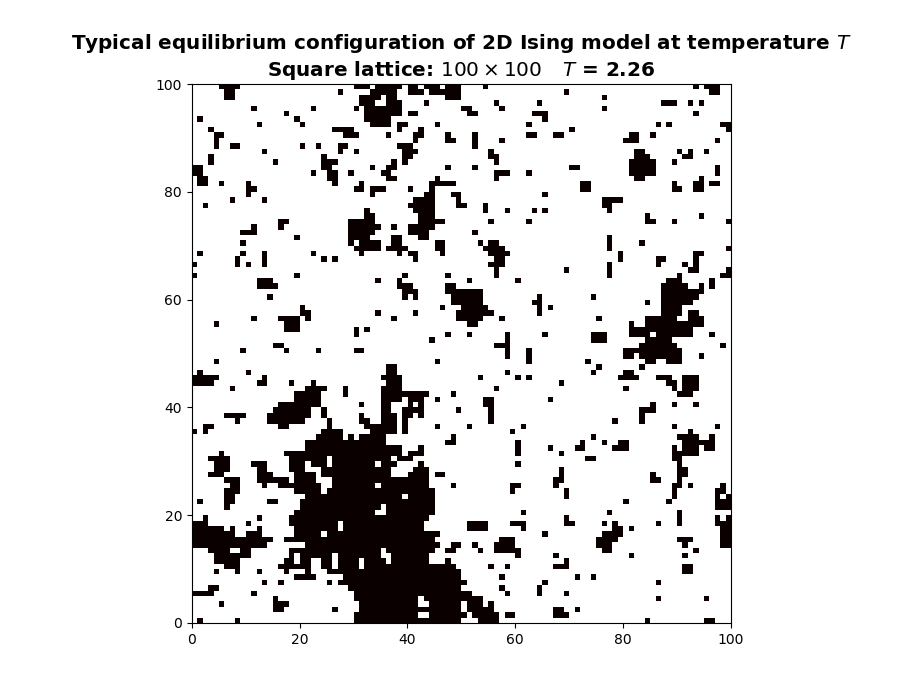 Typical equilibrium configuration of 2D Ising model at temperature T
Square lattice: 100 × 100 T = 2.26
100
80
60
40
20
0
0 20 40 60 80 100